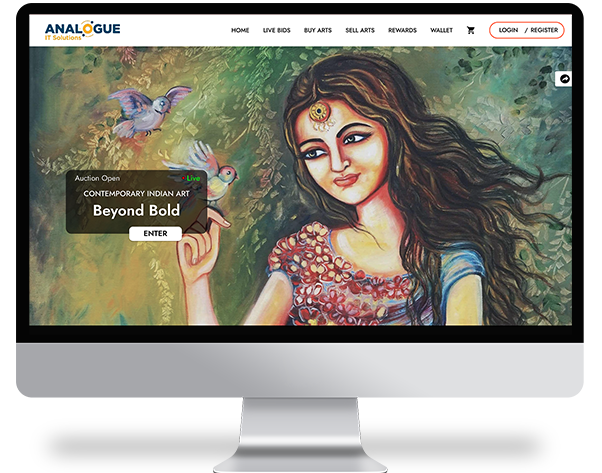 ANALOGUE
IT Solutions
HOME LIVE BIDS BUY ARTS SELL ARTS REWARDS WALLET LOGIN / REGISTER
Auction Open Live
CONTEMPORARY INDIAN ART
Beyond Bold
ENTER